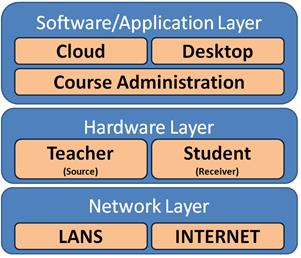 Software/Application Layer
Cloud Desktop
Course Administration
Hardware Layer
Teacher Student
(Source) (Receiver)
Network Layer
LANS INTERNET